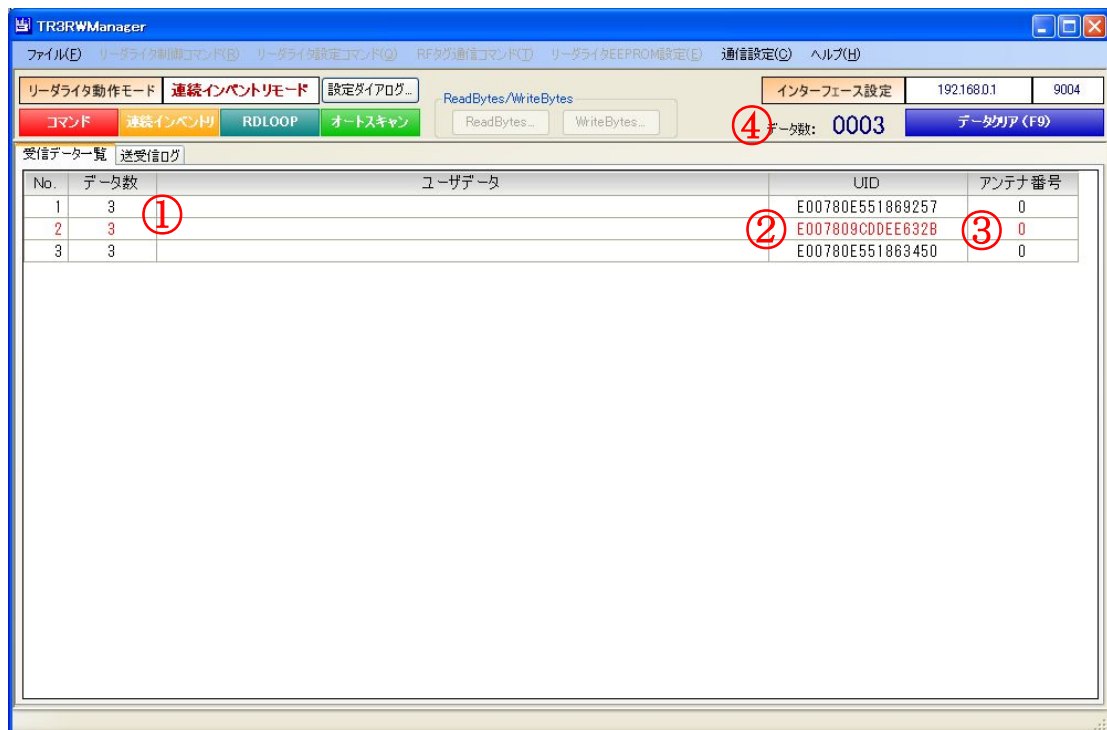 TR3RWManager
ファイル(F) リーダライタ制御コマンド(R) リーダライタ設定コマンド(Q) RFタグ通信コマンド(T) リーダライタEEPROM設定(E) 通信設定(C) ヘルプ(H)
リーダライタ動作モード 連続インベントリモード 設定ダイアログ... ReadBytes/WriteBytes インターフェース設定 192.168.0.1 9004
コマンド 連続インベントリ RDLOOP オートスキャン ReadBytes... WriteBytes... ④ データ数: 0003 データクリア (F9)
受信データ一覧 送受信ログ
No. データ数 ユーザデータ UID アンテナ番号
1 3 ① E00780E551869257 0
2 3 ② E007809CDDEE632B ③ 0
3 3 E00780E551863450 0